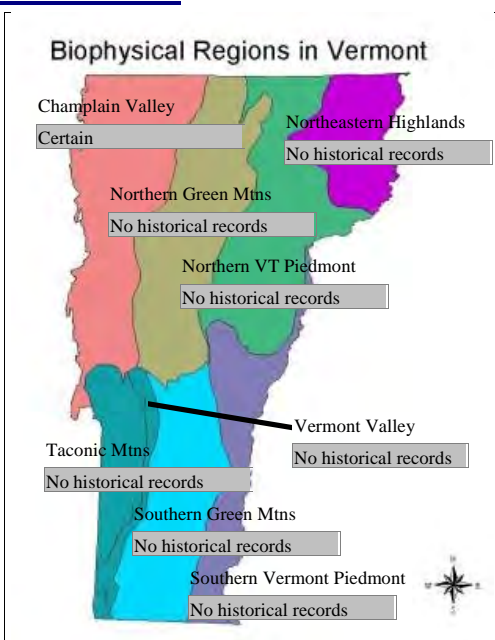 Biophysical Regions in Vermont
Champlain Valley
Certain
Northeastern Highlands
No historical records
Northern Green Mtns
No historical records
Northern VT Piedmont
No historical records
Vermont Valley
No historical records
Taconic Mtns
No historical records
Southern Green Mtns
No historical records
Southern Vermont Piedmont
No historical records